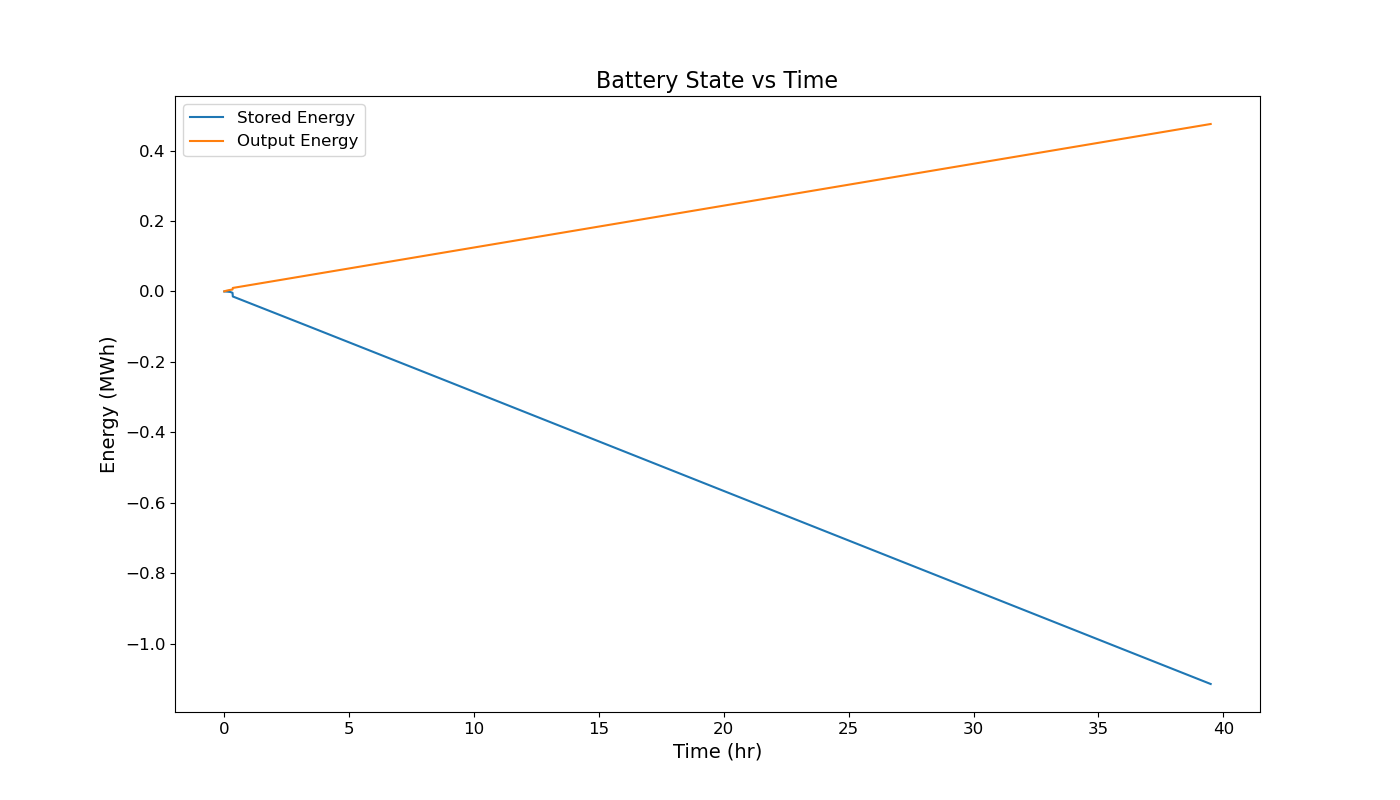 Battery State vs Time
Stored Energy
Output Energy
Energy (MWh)
0.4
0.2
0.0
−0.2
−0.4
−0.6
−0.8
−1.0
0 5 10 15 20 25 30 35 40
Time (hr)